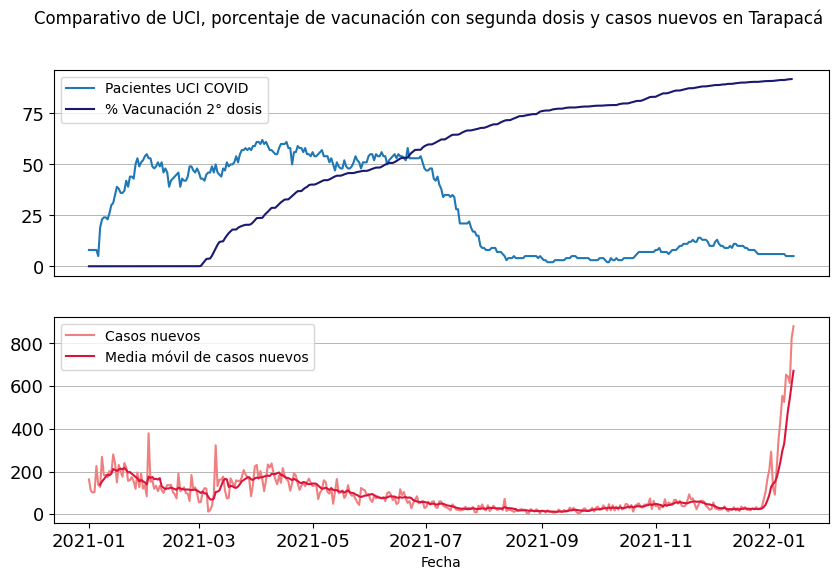 Comparativo de UCI, porcentaje de vacunación con segunda dosis y casos nuevos en Tarapacá
Pacientes UCI COVID
% Vacunación 2° dosis
75
50
25
0
Casos nuevos
Media móvil de casos nuevos
800
600
400
200
0
2021-01 2021-03 2021-05 2021-07 2021-09 2021-11 2022-01
Fecha